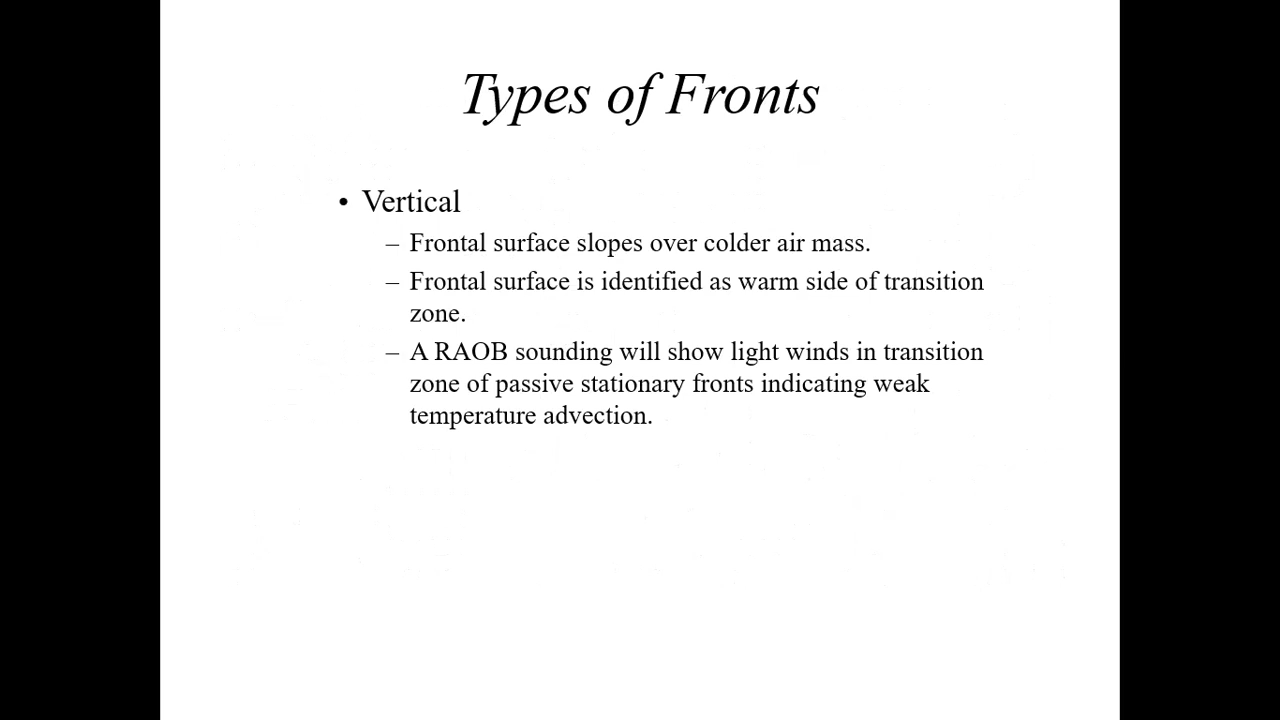 Types of Fronts
• Vertical
– Frontal surface slopes over colder air mass.
– Frontal surface is identified as warm side of transition
zone.
– A RAOB sounding will show light winds in transition
zone of passive stationary fronts indicating weak
temperature advection.